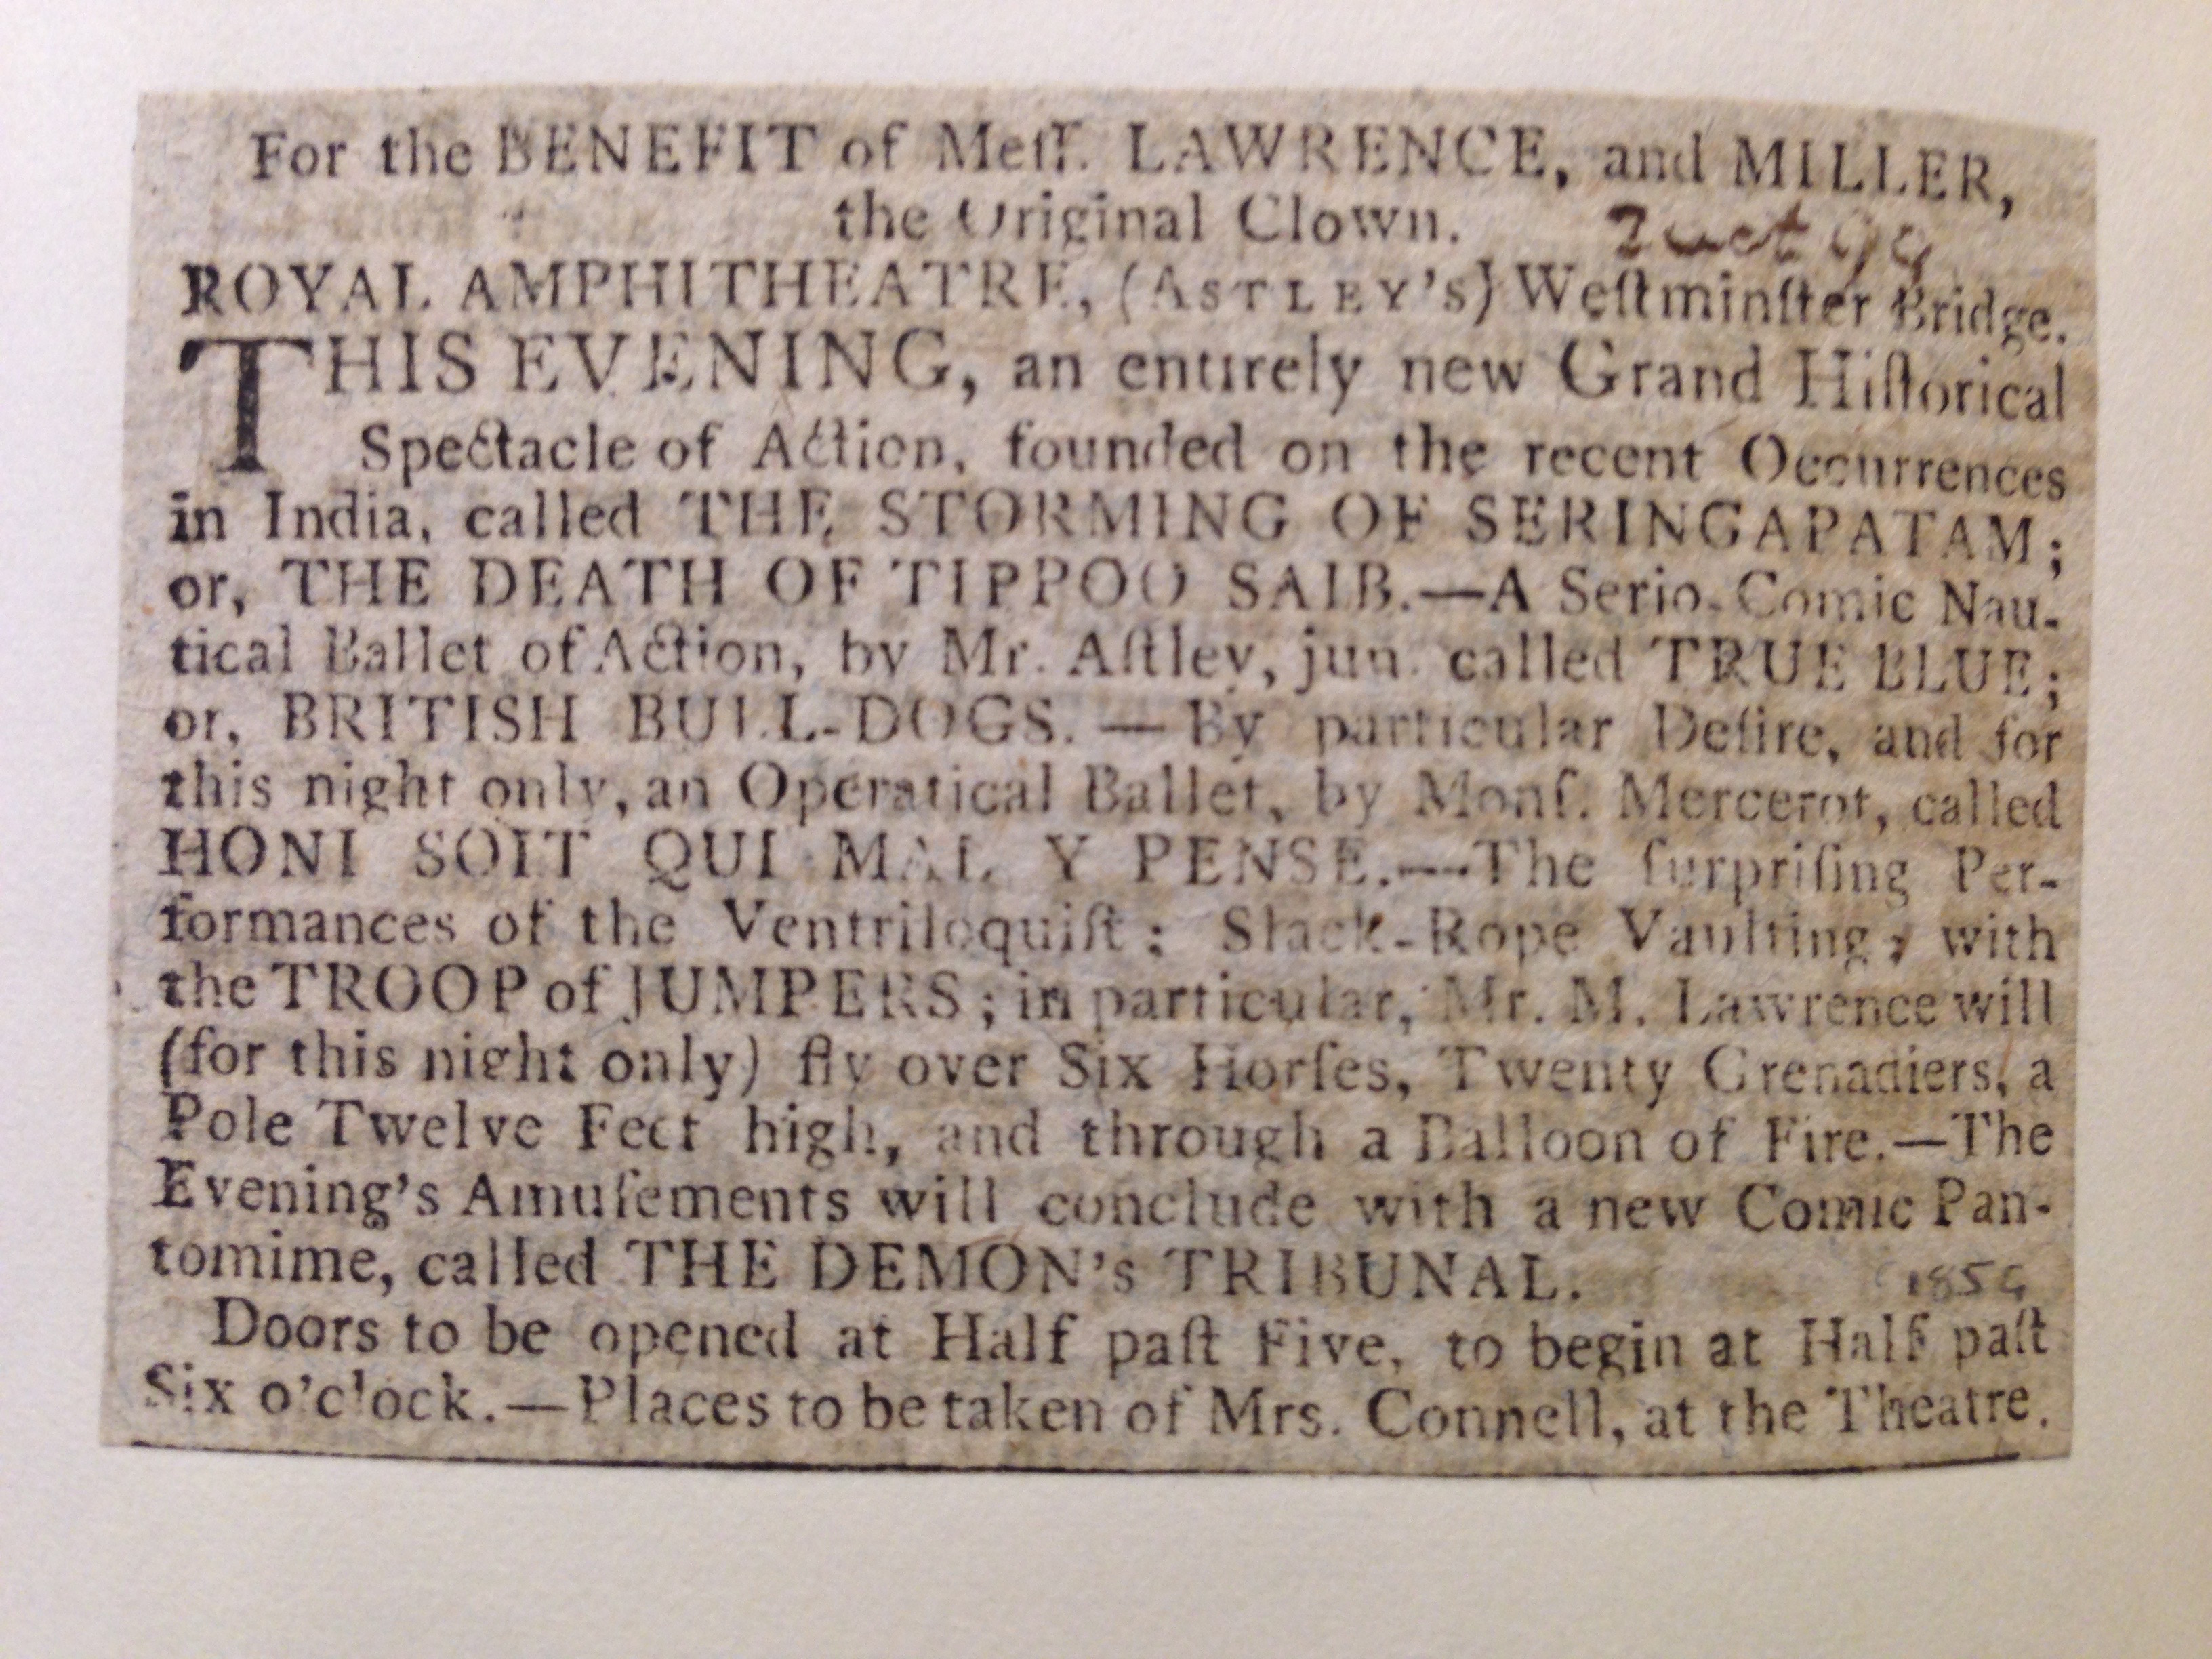 For the BENEFIT of Meſſ. LAWRENCE, and MILLER,
the Original Clown.
oct 99
ROYAL AMPHITHEATRE, (ASTLEY's) Weſtminſter Bridge.
THIS EVENING, an entirely new Grand Hiſtorical
Spectacle of Action, founded on the recent Occurrences
in India, called THE STORMING OF SERINGAPATAM;
or, THE DEATH OF TIPPOO SAIB.—A Serio-Comic Nau-
tical Ballet of Action, by Mr. Aſtley, jun. called TRUE BLUE;
or, BRITISH BULL-DOGS. — By particular Deſire, and for
this night only, an Operatical Ballet, by Monſ. Mercerot, called
HONI SOIT QUI MAL Y PENSE.—The ſurpriſing Per-
formances of the Ventriloquiſt; Slack-Rope Vaulting; with
the TROOP of JUMPERS; in particular, Mr. M. Lawrence will
(for this night only) fly over Six Horſes, Twenty Grenadiers, a
Pole Twelve Feet high, and through a Balloon of Fire.—The
Evening's Amuſements will conclude with a new Comic Pan-
tomime, called THE DEMON's TRIBUNAL.
Doors to be opened at Half paſt Five, to begin at Half paſt
Six o'clock.—Places to be taken of Mrs. Connell, at the Theatre.